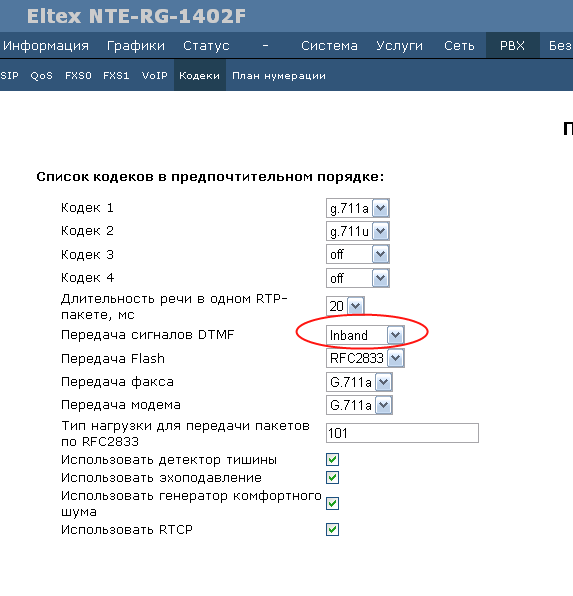 Eltex NTE-RG-1402F
Информация Графики Статус – Система Услуги Сеть PBX Без
SIP QoS FXS0 FXS1 VoIP Кодеки План нумерации
П
Список кодеков в предпочтительном порядке:
Кодек 1 g.711a
Кодек 2 g.711u
Кодек 3 off
Кодек 4 off
Длительность речи в одном RTP-
пакете, мс 20
Передача сигналов DTMF Inband
Передача Flash RFC2833
Передача факса G.711a
Передача модема G.711a
Тип нагрузки для передачи пакетов
по RFC2833 101
Использовать детектор тишины
Использовать эхоподавление
Использовать генератор комфортного
шума
Использовать RTCP